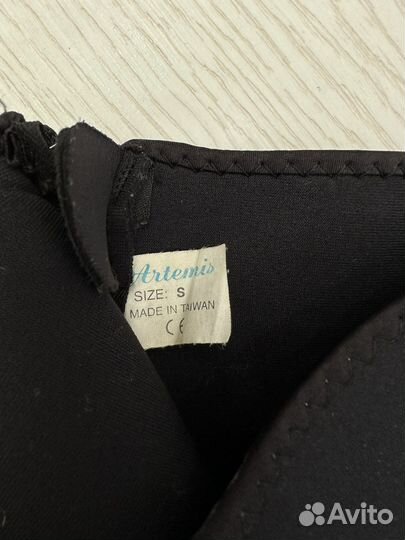 Artemis
SIZE: S
MADE IN TAIWAN
CE
Avito